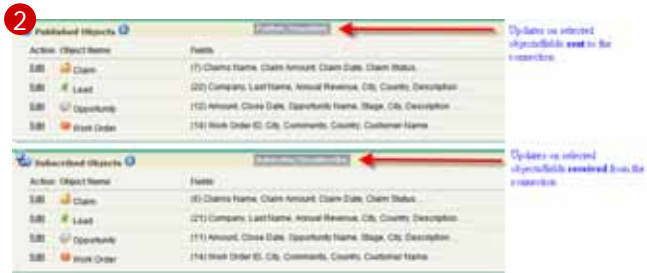 2
Published Objects
Publish/Unpublish
Action Object Name Fields
Edit Claim (7) Claims Name, Claim Amount, Claim Date, Claim Status...
Edit Lead (22) Company, Last Name, Annual Revenue, City, Country, Description...
Edit Opportunity (12) Amount, Close Date, Opportunity Name, Stage, City, Description...
Edit Work Order (14) Work Order ID, City, Comments, Country, Customer Name...
Updates on selected
objects/fields sent to the
connection
Subscribed Objects
Subscribe/Unsubscribe
Action Object Name Fields
Edit Claim (6) Claims Name, Claim Amount, Claim Date, Claim Status...
Edit Lead (21) Company, Last Name, Annual Revenue, City, Country, Description...
Edit Opportunity (11) Amount, Close Date, Opportunity Name, Stage, City, Description...
Edit Work Order (14) Work Order ID, City, Comments, Country, Customer Name...
Updates on selected
objects/fields received from the
connection